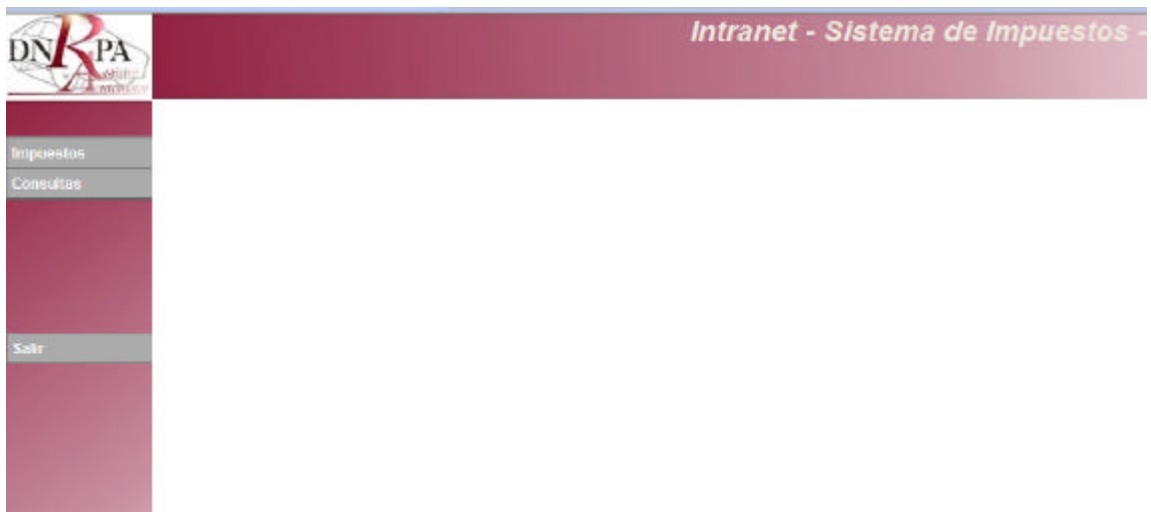 DNRPA
Intranet - Sistema de Impuestos -
Impuestos
Consultas
Salir